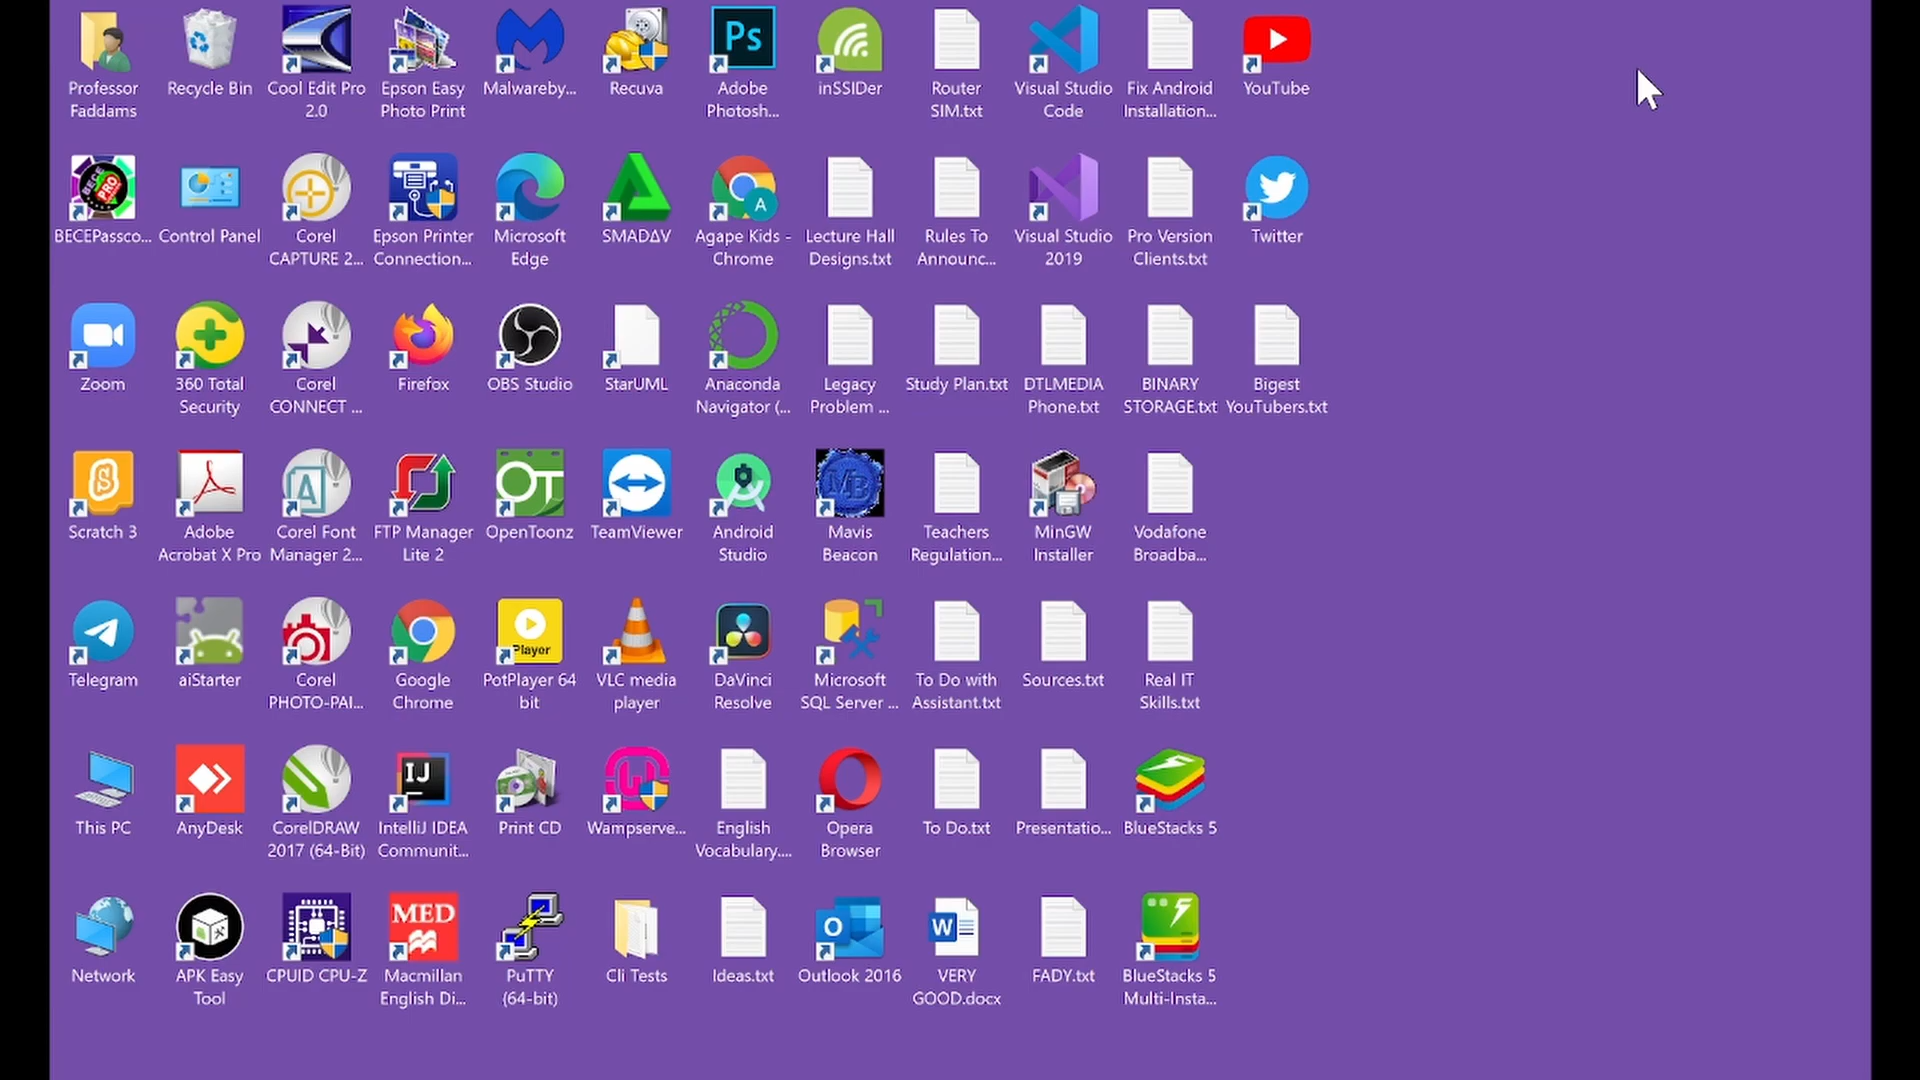 Professor
Faddams
Recycle Bin
Cool Edit Pro
2.0
Epson Easy
Photo Print
Malwareby...
Recuva
Ps
Adobe
Photosh...
inSSIDer
Router
SIM.txt
Visual Studio
Code
Fix Android
Installation...
YouTube
BECE
PRO
BECEPassco...
Control Panel
Corel
CAPTURE 2...
Epson Printer
Connection...
Microsoft
Edge
SMADΔV
A
Agape Kids -
Chrome
Lecture Hall
Designs.txt
Rules To
Announc...
Visual Studio
2019
Pro Version
Clients.txt
Twitter
Zoom
360 Total
Security
Corel
CONNECT ...
Firefox
OBS Studio
StarUML
Anaconda
Navigator (...
Legacy
Problem ...
Study Plan.txt
DTLMEDIA
Phone.txt
BINARY
STORAGE.txt
Bigest
YouTubers.txt
Scratch 3
Adobe
Acrobat X Pro
A
Corel Font
Manager 2...
FTP Manager
Lite 2
OT
OpenToonz
TeamViewer
Android
Studio
MB
Mavis
Beacon
Teachers
Regulation...
MinGW
Installer
Vodafone
Broadba...
Telegram
aiStarter
Corel
PHOTO-PAI...
Google
Chrome
Player
PotPlayer 64
bit
VLC media
player
DaVinci
Resolve
Microsoft
SQL Server ...
To Do with
Assistant.txt
Sources.txt
Real IT
Skills.txt
This PC
AnyDesk
CorelDRAW
2017 (64-Bit)
IJ
IntelliJ IDEA
Communit...
Print CD
Wampserve...
English
Vocabulary....
Opera
Browser
To Do.txt
Presentatio...
BlueStacks 5
Network
APK Easy
Tool
CPUID CPU-Z
MED
Macmillan
English Di...
PuTTY
(64-bit)
Cli Tests
Ideas.txt
O
Outlook 2016
W
VERY
GOOD.docx
FADY.txt
BlueStacks 5
Multi-Insta...